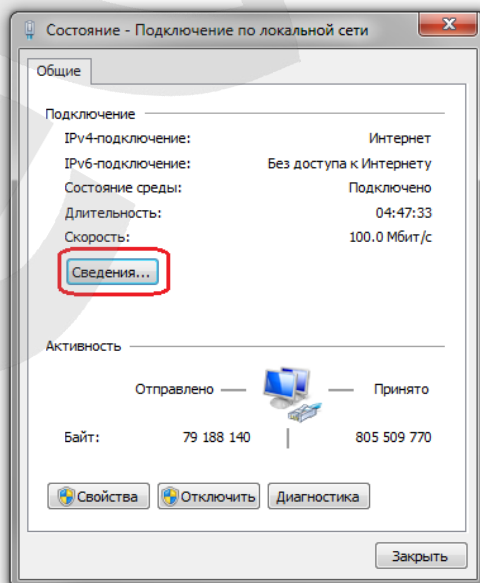 Состояние - Подключение по локальной сети
Общие
Подключение
IPv4-подключение: Интернет
IPv6-подключение: Без доступа к Интернету
Состояние среды: Подключено
Длительность: 04:47:33
Скорость: 100.0 Мбит/с
Сведения...
Активность
Отправлено — Принято
Байт: 79 188 140 805 509 770
Свойства Отключить Диагностика
Закрыть